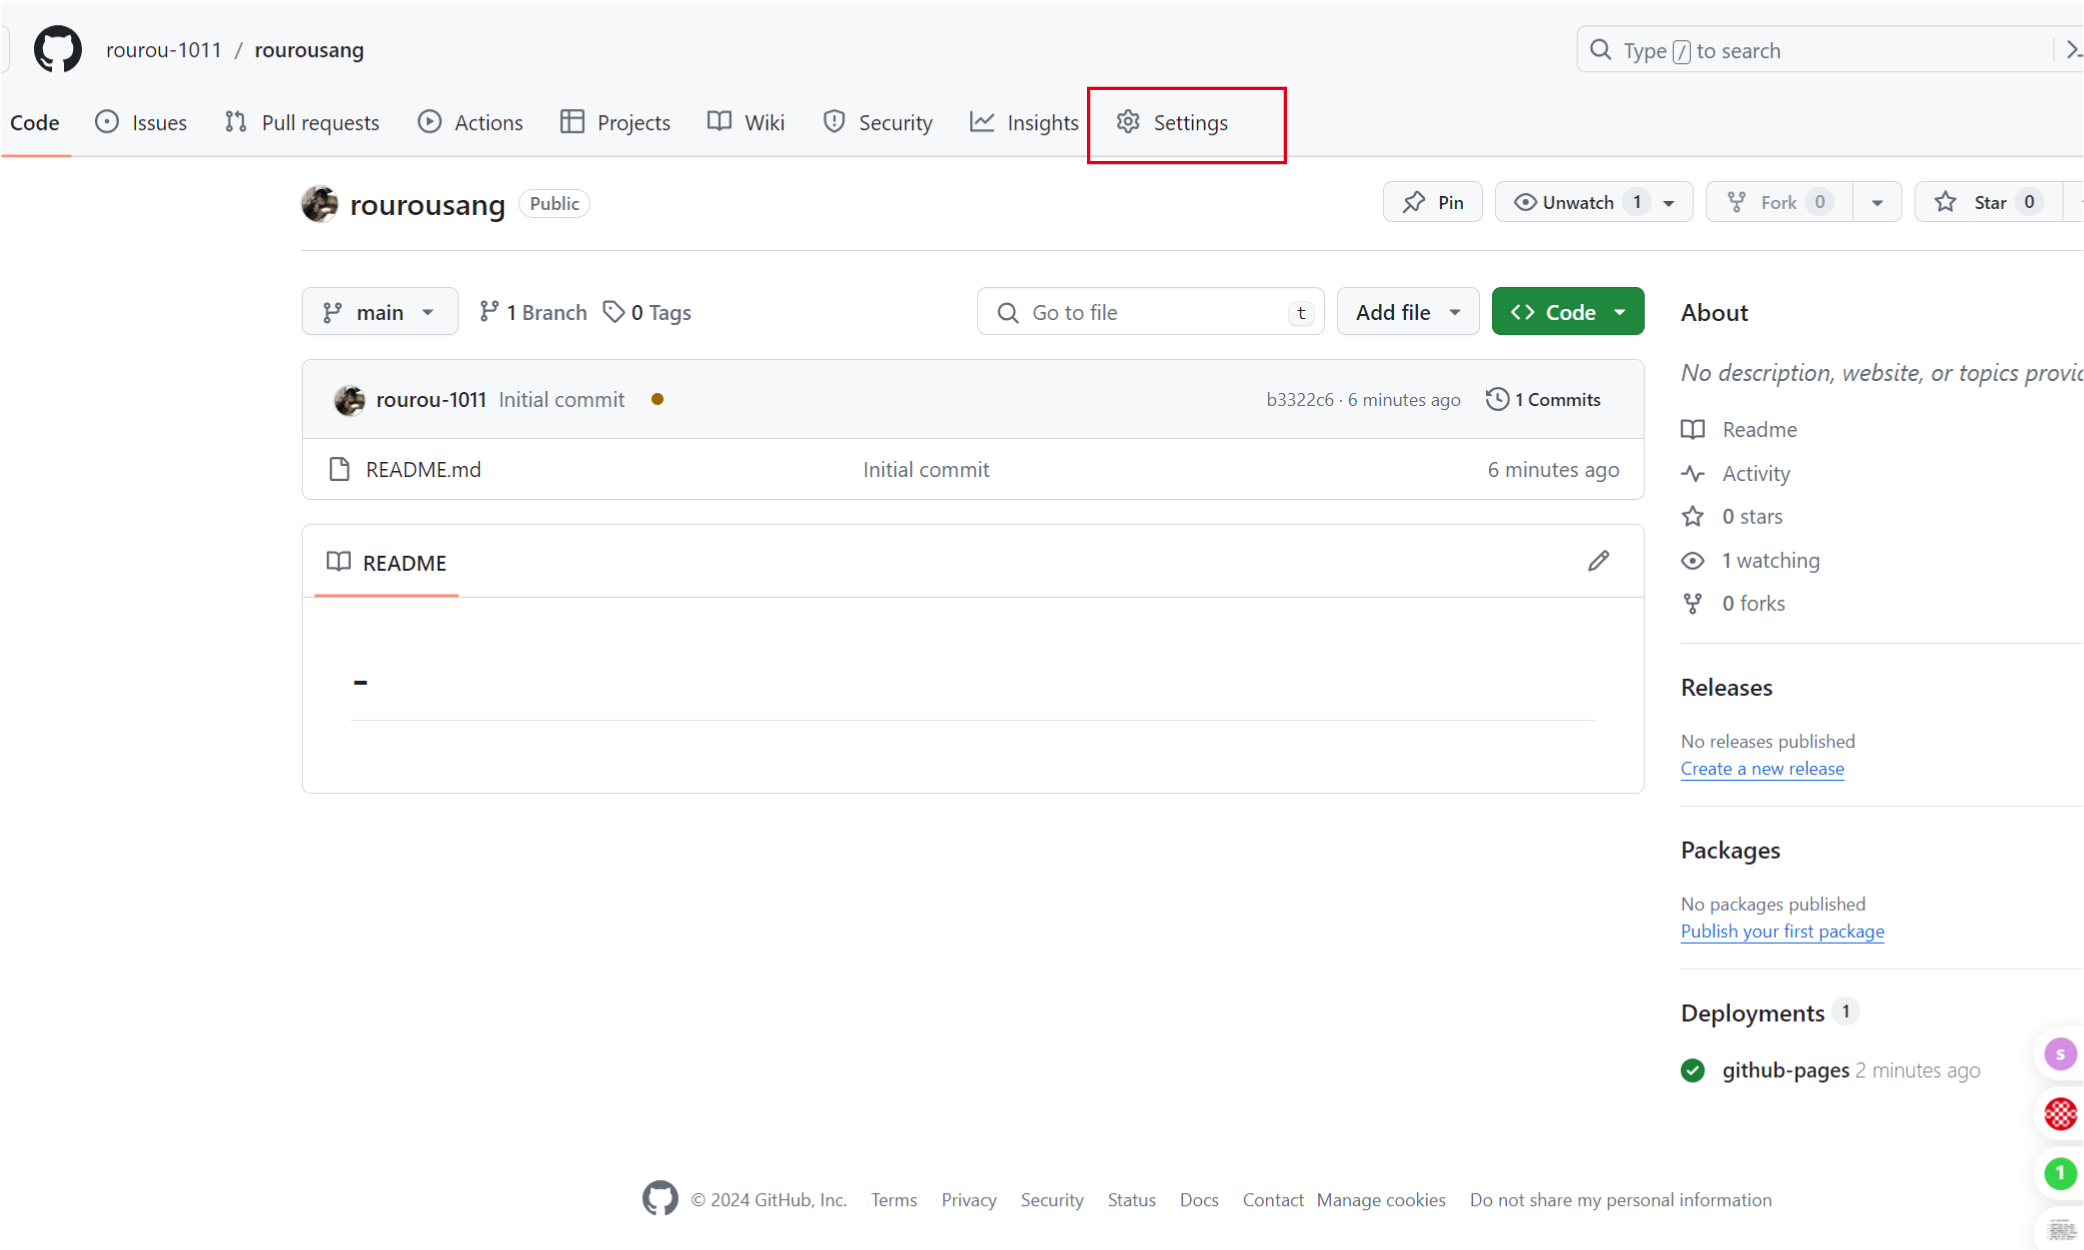 rourou-1011 / rourousang
Type / to search
Code Issues Pull requests Actions Projects Wiki Security Insights Settings
rourousang Public
Pin Unwatch 1 Fork 0 Star 0
main 1 Branch 0 Tags
Go to file t Add file Code
About
No description, website, or topics provi
rourou-1011 Initial commit b3322c6 · 6 minutes ago 1 Commits
README.md Initial commit 6 minutes ago
Readme
Activity
0 stars
1 watching
0 forks
README
-
Releases
No releases published
Create a new release
Packages
No packages published
Publish your first package
Deployments 1
github-pages 2 minutes ago
s
1
© 2024 GitHub, Inc. Terms Privacy Security Status Docs Contact Manage cookies Do not share my personal information